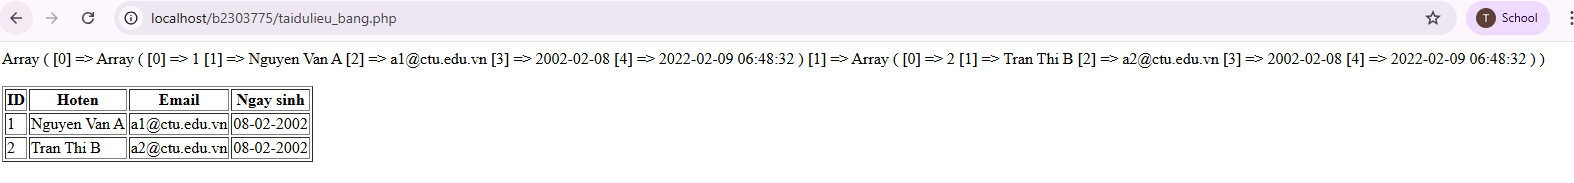 localhost/b2303775/taidulieu_bang.php
T School
Array ( [0] => Array ( [0] => 1 [1] => Nguyen Van A [2] => a1@ctu.edu.vn [3] => 2002-02-08 [4] => 2022-02-09 06:48:32 ) [1] => Array ( [0] => 2 [1] => Tran Thi B [2] => a2@ctu.edu.vn [3] => 2002-02-08 [4] => 2022-02-09 06:48:32 ) )
ID Hoten Email Ngay sinh
1 Nguyen Van A a1@ctu.edu.vn 08-02-2002
2 Tran Thi B a2@ctu.edu.vn 08-02-2002